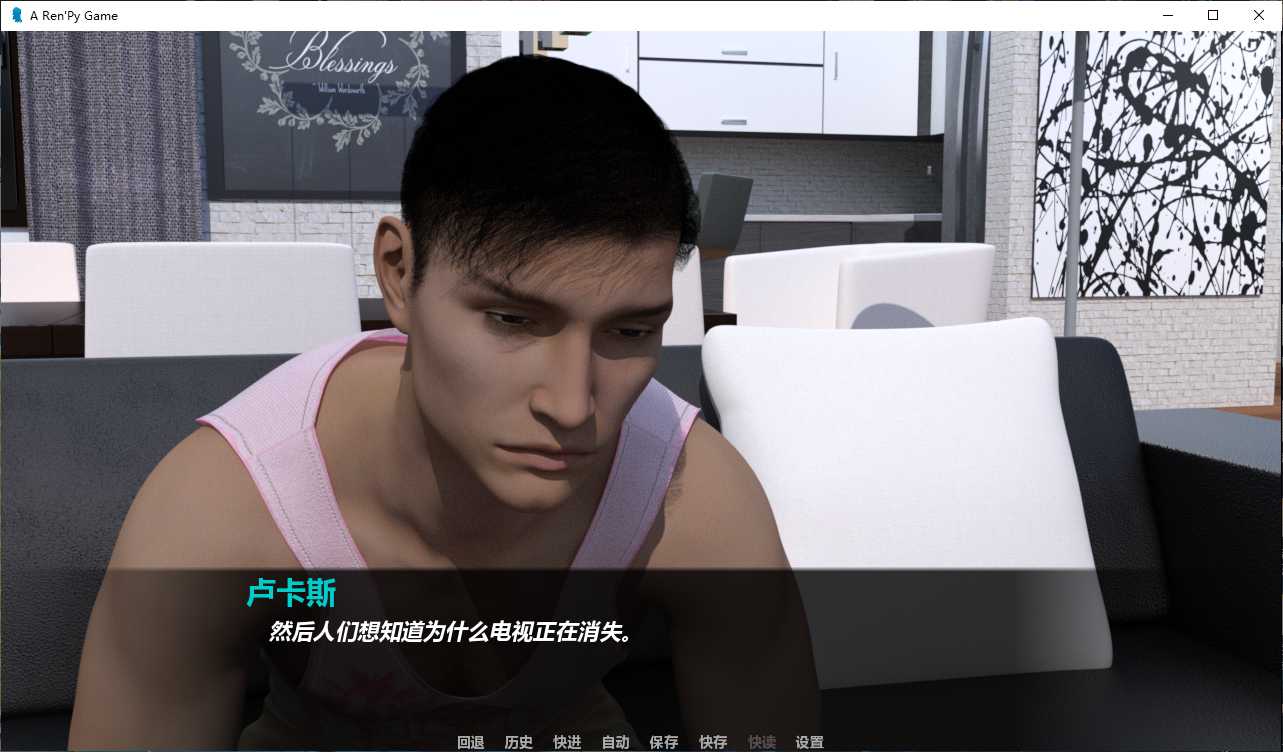 A Ren'Py Game
Blessings
~ William Wordsworth
卢卡斯
然后人们想知道为什么电视正在消失。
回退 历史 快进 自动 保存 快存 快读 设置